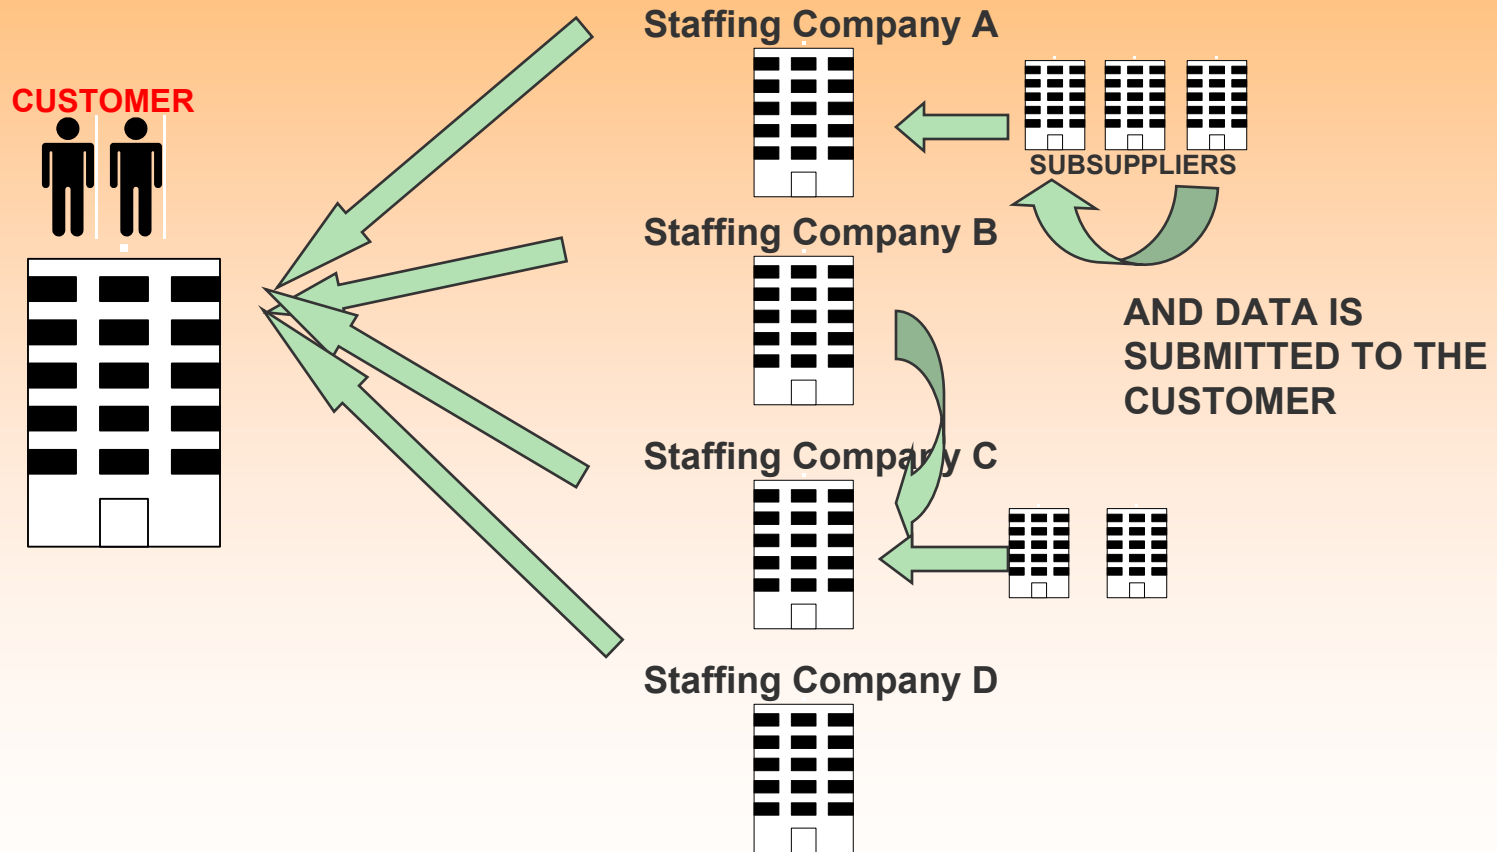 Staffing Company A
CUSTOMER
SUBSUPPLIERS
Staffing Company B
AND DATA IS
SUBMITTED TO THE
CUSTOMER
Staffing Company C
Staffing Company D